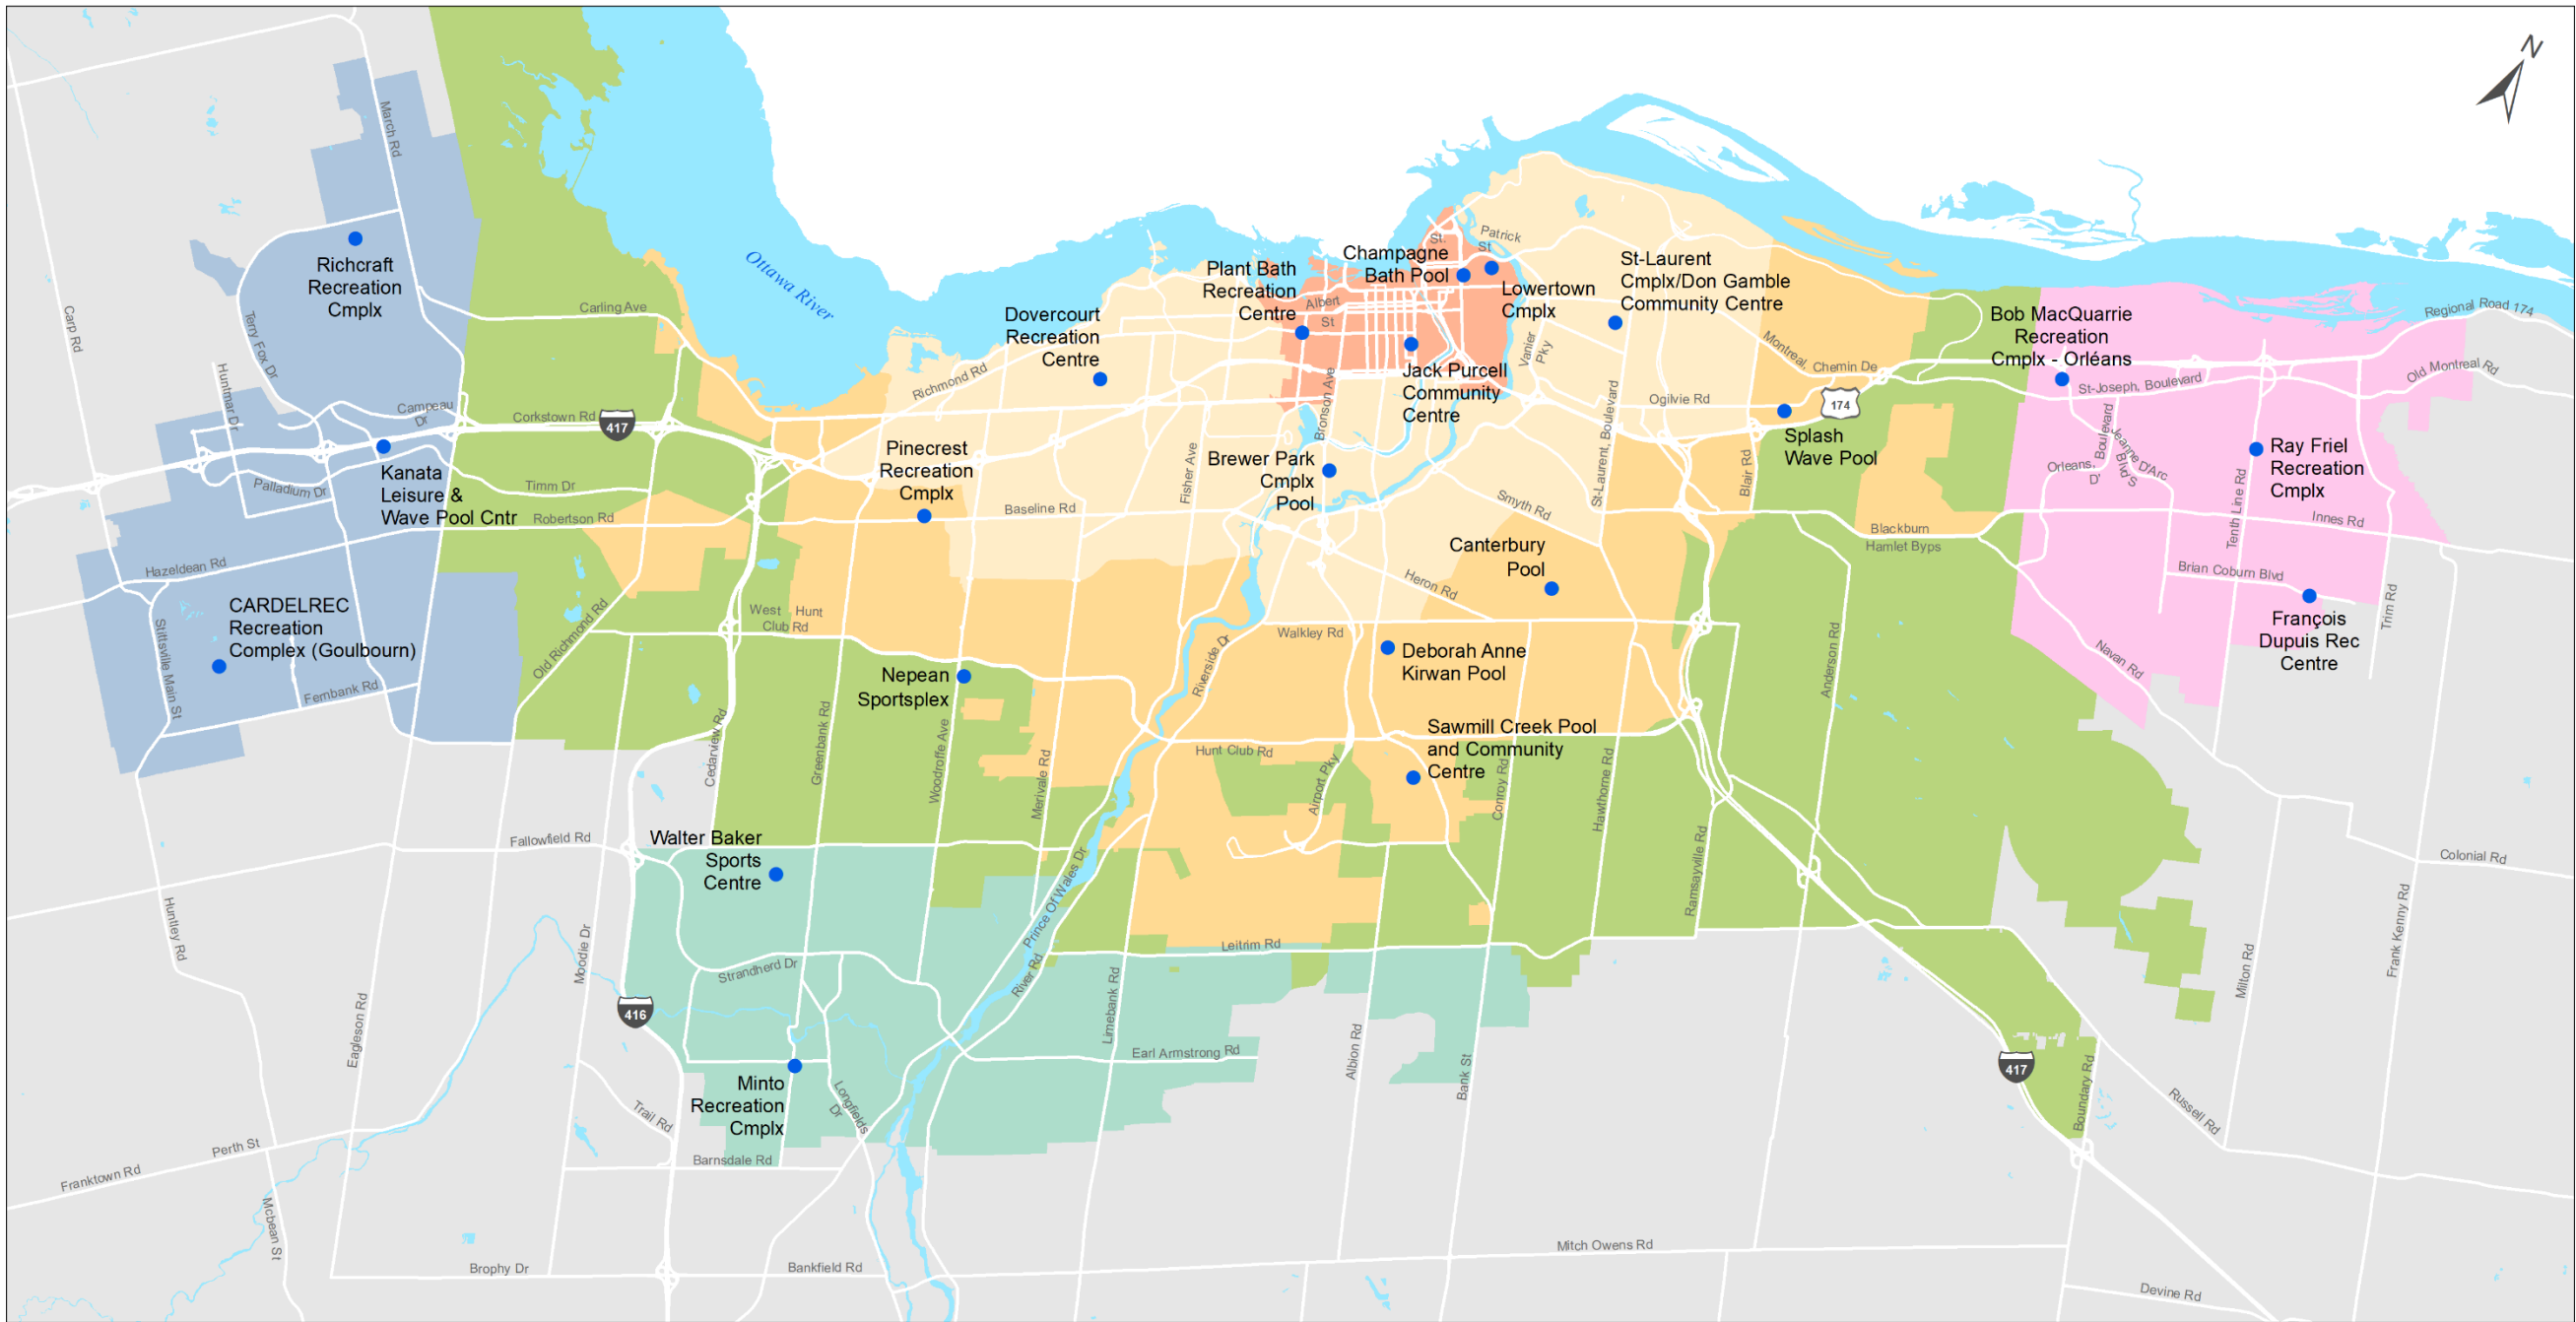 N
March Rd
Richcraft
Recreation
Cmplx
Carp Rd
Terry Fox Dr
Huntmar Dr
Campeau
Dr
Carling Ave
Corkstown Rd
417
Ottawa River
Kanata
Leisure &
Wave Pool Cntr
Palladium Dr
Timm Dr
Robertson Rd
Hazeldean Rd
CARDELREC
Recreation
Complex (Goulbourn)
Stittsville Main St
Fernbank Rd
Old Richmond Rd
West Hunt
Club Rd
Richmond Rd
Dovercourt
Recreation
Centre
Pinecrest
Recreation
Cmplx
Baseline Rd
Fisher Ave
Plant Bath
Recreation
Centre
Albert
St
Champagne
Bath Pool
St.
Patrick
St
Lowertown
Cmplx
Vanier
Pky
Jack Purcell
Community
Centre
Bronson Ave
Brewer Park
Cmplx
Pool
St-Laurent
Cmplx/Don Gamble
Community Centre
Montreal, Chemin De
Ogilvie Rd
174
Splash
Wave Pool
Blair Rd
St-Laurent, Boulevard
Smyth Rd
Canterbury
Pool
Heron Rd
Walkley Rd
Riverside Dr
Deborah Anne
Kirwan Pool
Sawmill Creek Pool
and Community
Centre
Hunt Club Rd
Airport Pky
Conroy Rd
Hawthorne Rd
Ramsayville Rd
Anderson Rd
Blackburn
Hamlet Byps
Bob MacQuarrie
Recreation
Cmplx - Orléans
St-Joseph, Boulevard
Regional Road 174
Old Montreal Rd
Orleans, Boulevard
D'
Jeanne D'Arc
Blvd S
Ray Friel
Recreation
Cmplx
Tenth Line Rd
Innes Rd
Brian Coburn Blvd
François
Dupuis Rec
Centre
Trim Rd
Navan Rd
Nepean
Sportsplex
Cedarview Rd
Greenbank Rd
Woodroffe Ave
Merivale Rd
Prince Of Wales Dr
Fallowfield Rd
Walter Baker
Sports
Centre
Strandherd Dr
River Rd
Limebank Rd
Leitrim Rd
Earl Armstrong Rd
Albion Rd
Bank St
Huntley Rd
Eagleson Rd
Moodie Dr
416
Minto
Recreation
Cmplx
Longfields
Dr
Trail Rd
Barnsdale Rd
Perth St
Franktown Rd
Mcbean St
Brophy Dr
Bankfield Rd
Mitch Owens Rd
417
Boundary Rd
Russell Rd
Milton Rd
Frank Kenny Rd
Colonial Rd
Devine Rd